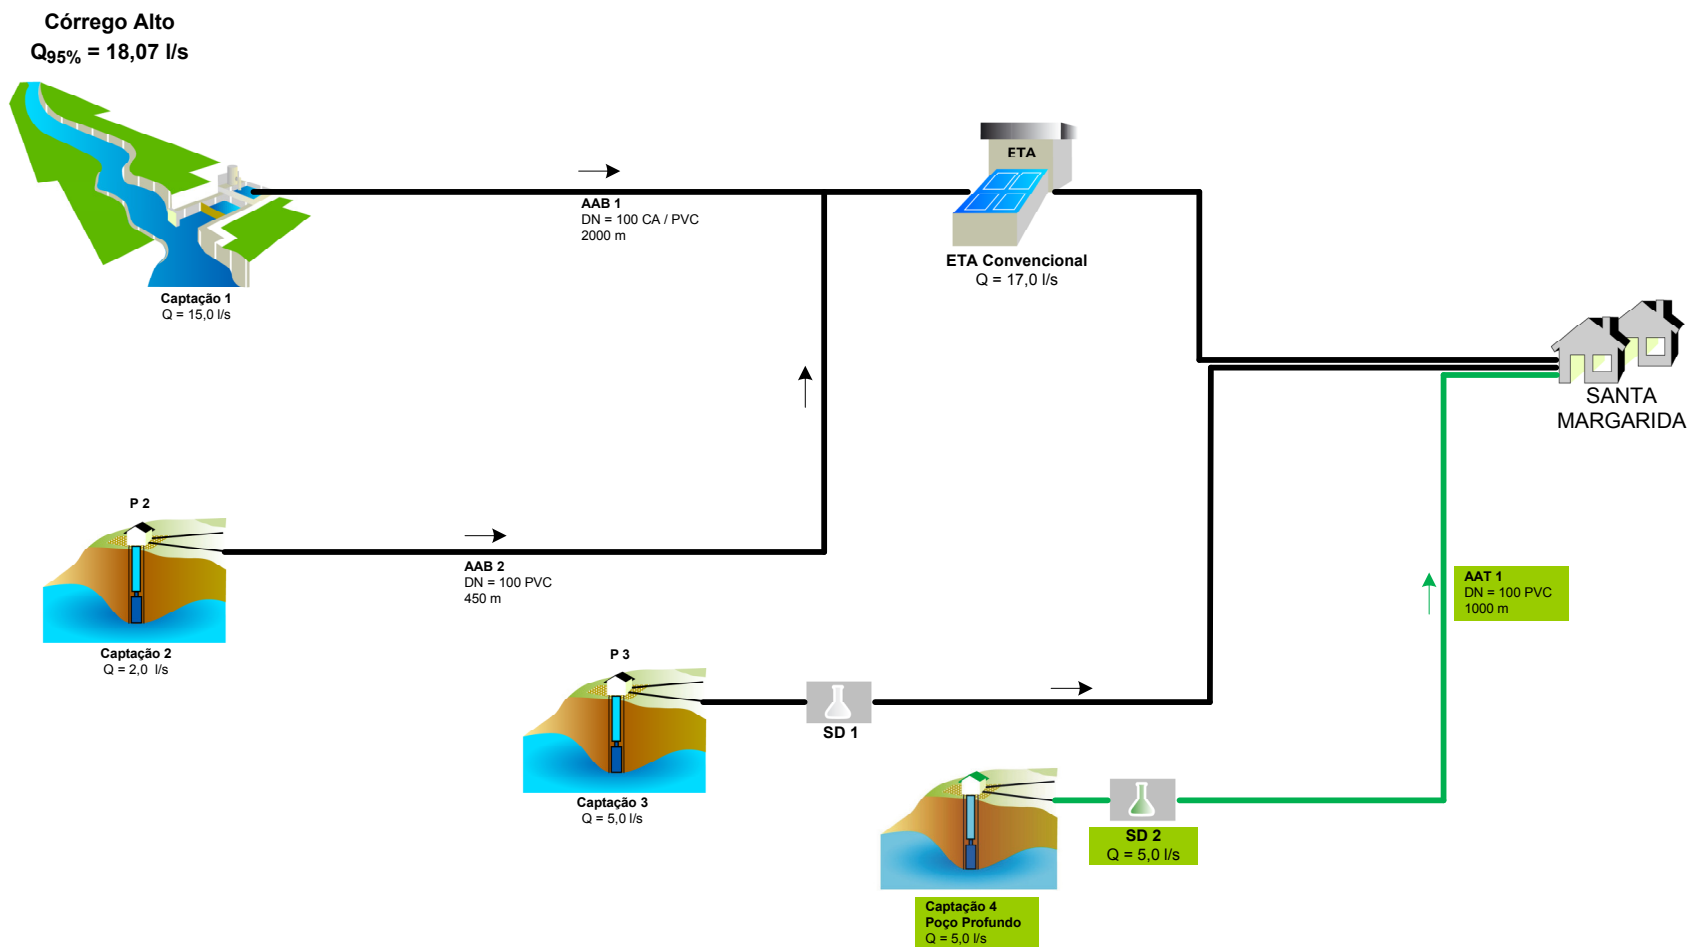 Córrego Alto
Q95% = 18,07 l/s
ETA
AAB 1
DN = 100 CA / PVC
2000 m
ETA Convencional
Q = 17,0 l/s
Captação 1
Q = 15,0 l/s
SANTA
MARGARIDA
P 2
AAB 2
DN = 100 PVC
450 m
AAT 1
DN = 100 PVC
1000 m
Captação 2
Q = 2,0 l/s
P 3
SD 1
Captação 3
Q = 5,0 l/s
SD 2
Q = 5,0 l/s
Captação 4
Poço Profundo
Q = 5,0 l/s